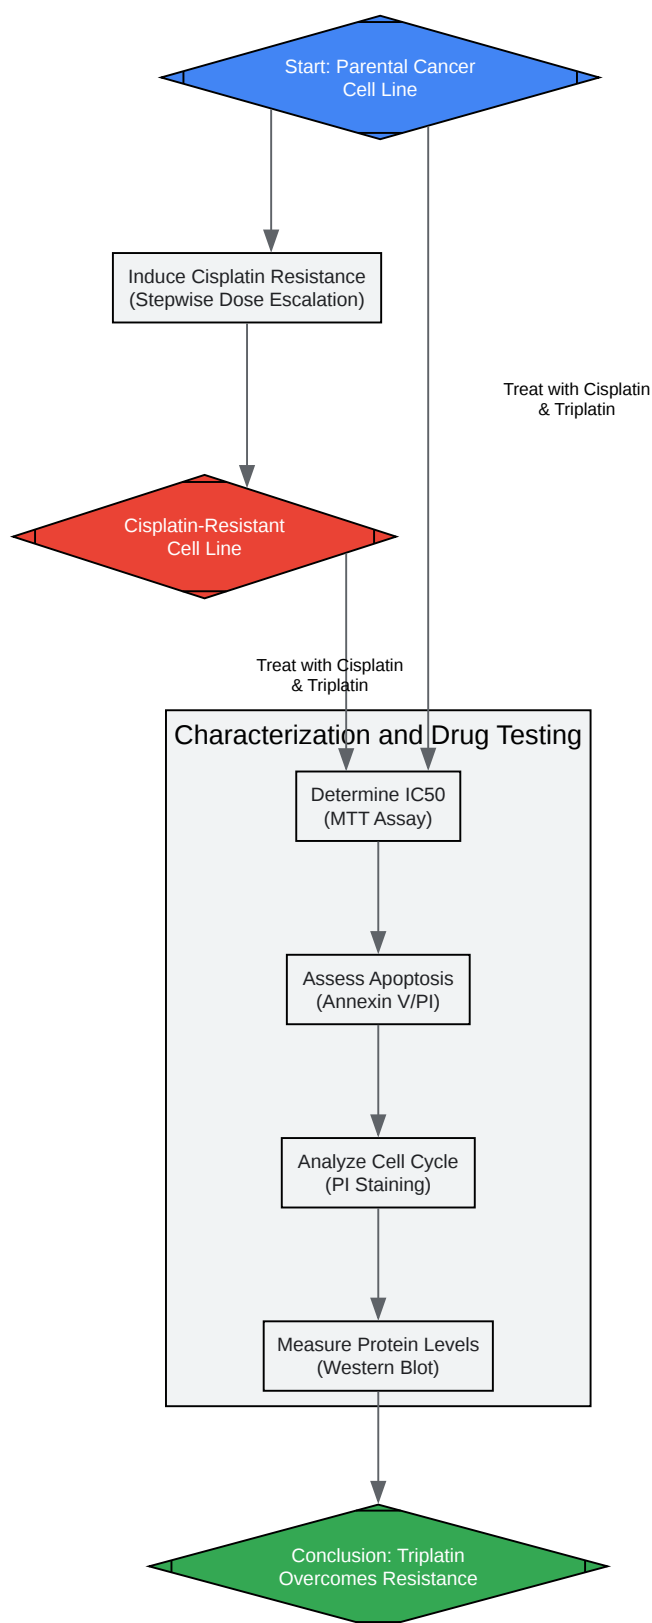 Start: Parental Cancer
Cell Line
Induce Cisplatin Resistance
(Stepwise Dose Escalation)
Treat with Cisplatin
& Triplatin
Cisplatin-Resistant
Cell Line
Treat with Cisplatin
& Triplatin
Characterization and Drug Testing
Determine IC50
(MTT Assay)
Assess Apoptosis
(Annexin V/PI)
Analyze Cell Cycle
(PI Staining)
Measure Protein Levels
(Western Blot)
Conclusion: Triplatin
Overcomes Resistance